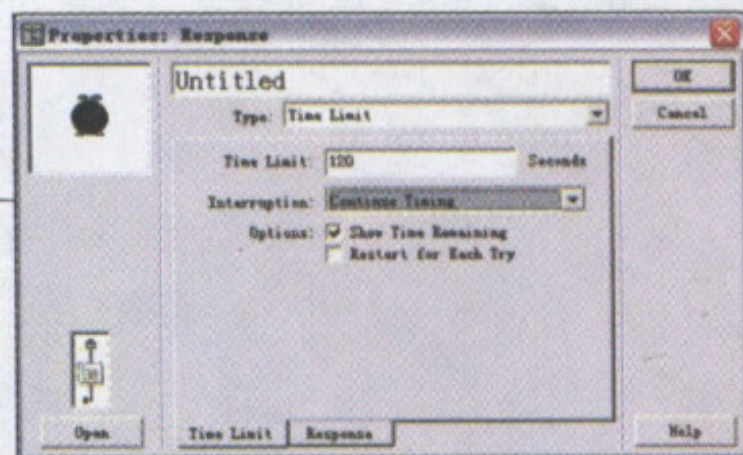 Properties: Response
Untitled
OK
Type: Time Limit
Cancel
Time Limit: 120 Seconds
Interruption: Continue Timing
Options: Show Time Remaining
Restart for Each Try
Open
Time Limit
Response
Help